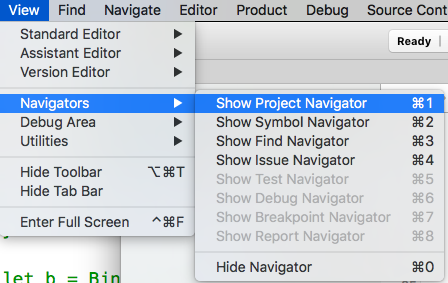 View Find Navigate Editor Product Debug Source Cont
Ready
Standard Editor
Assistant Editor
Version Editor
Navigators
Debug Area
Utilities
Hide Toolbar ⌥⌘T
Hide Tab Bar
Enter Full Screen ^⌘F
Show Project Navigator ⌘1
Show Symbol Navigator ⌘2
Show Find Navigator ⌘3
Show Issue Navigator ⌘4
Show Test Navigator ⌘5
Show Debug Navigator ⌘6
Show Breakpoint Navigator ⌘7
Show Report Navigator ⌘8
Hide Navigator ⌘0
let b = Bin